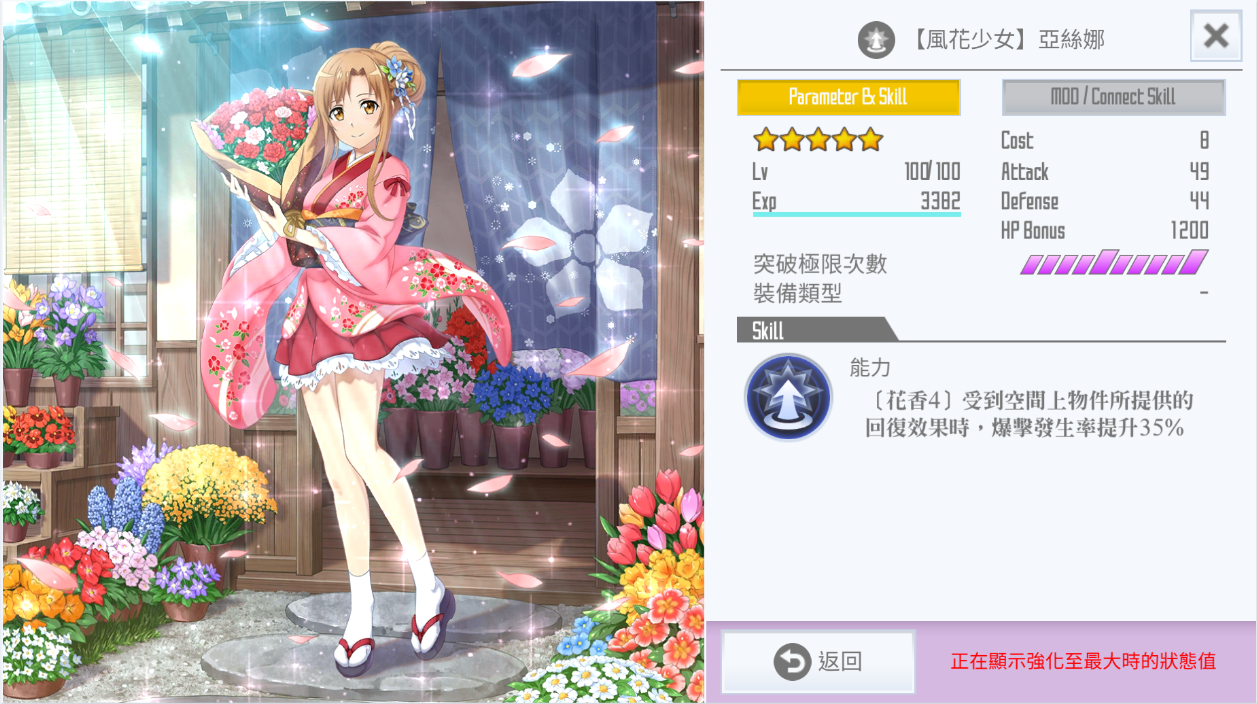 【風花少女】亞絲娜
Parameter & Skill
MOD / Connect Skill
Lv 100/100
Exp 3382
Cost 8
Attack 49
Defense 44
HP Bonus 1200
突破極限次數
裝備類型 -
Skill
能力
〔花香4〕受到空間上物件所提供的
回復效果時，爆擊發生率提升35%
返回
正在顯示強化至最大時的狀態值